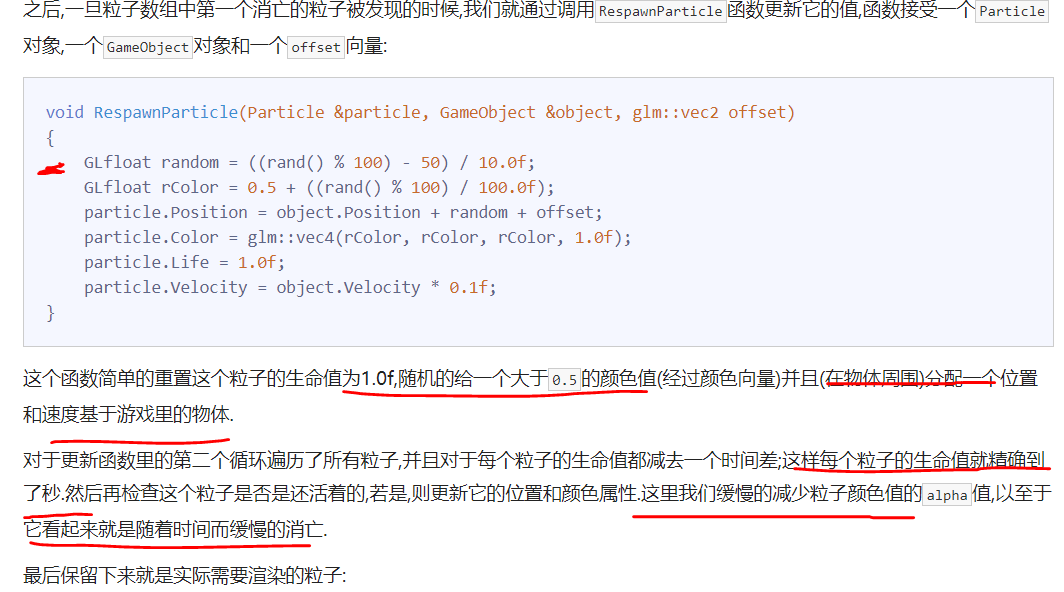 之后,一旦粒子数组中第一个消亡的粒子被发现的时候,我们就通过调用RespawnParticle函数更新它的值,函数接受一个Particle
对象,一个GameObject对象和一个offset向量:
void RespawnParticle(Particle &particle, GameObject &object, glm::vec2 offset)
{
GLfloat random = ((rand() % 100) - 50) / 10.0f;
GLfloat rColor = 0.5 + ((rand() % 100) / 100.0f);
particle.Position = object.Position + random + offset;
particle.Color = glm::vec4(rColor, rColor, rColor, 1.0f);
particle.Life = 1.0f;
particle.Velocity = object.Velocity * 0.1f;
}
这个函数简单的重置这个粒子的生命值为1.0f,随机的给一个大于0.5的颜色值(经过颜色向量)并且(在物体周围)分配一个位置
和速度基于游戏里的物体.
对于更新函数里的第二个循环遍历了所有粒子,并且对于每个粒子的生命值都减去一个时间差;这样每个粒子的生命值就精确到
了秒.然后再检查这个粒子是否是还活着的,若是,则更新它的位置和颜色属性.这里我们缓慢的减少粒子颜色值的alpha值,以至于
它看起来就是随着时间而缓慢的消亡.
最后保留下来就是实际需要渲染的粒子: